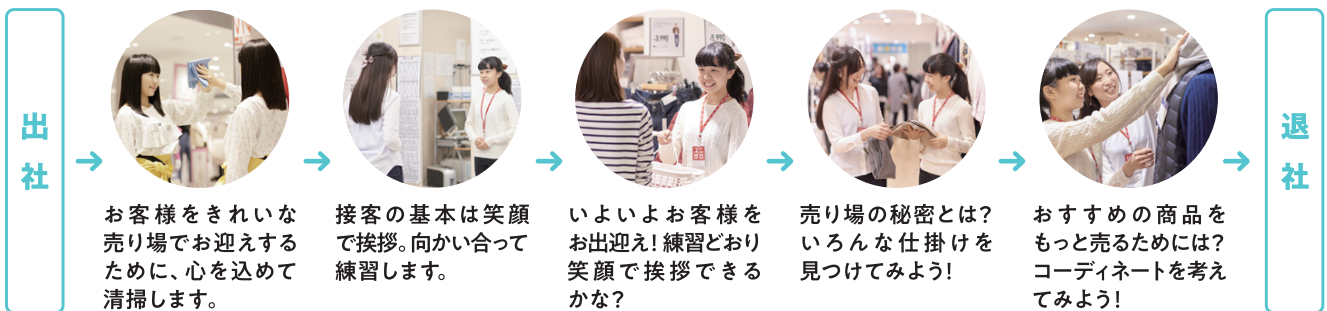 出社
お客様をきれいな
売り場でお迎えする
ために、心を込めて
清掃します。
接客の基本は笑顔
で挨拶。向かい合って
練習します。
いよいよお客様を
お出迎え!練習どおり
笑顔で挨拶できる
かな?
売り場の秘密とは?
いろんな仕掛けを
見つけてみよう!
おすすめの商品を
もっと売るためには?
コーディネートを考え
てみよう!
退社